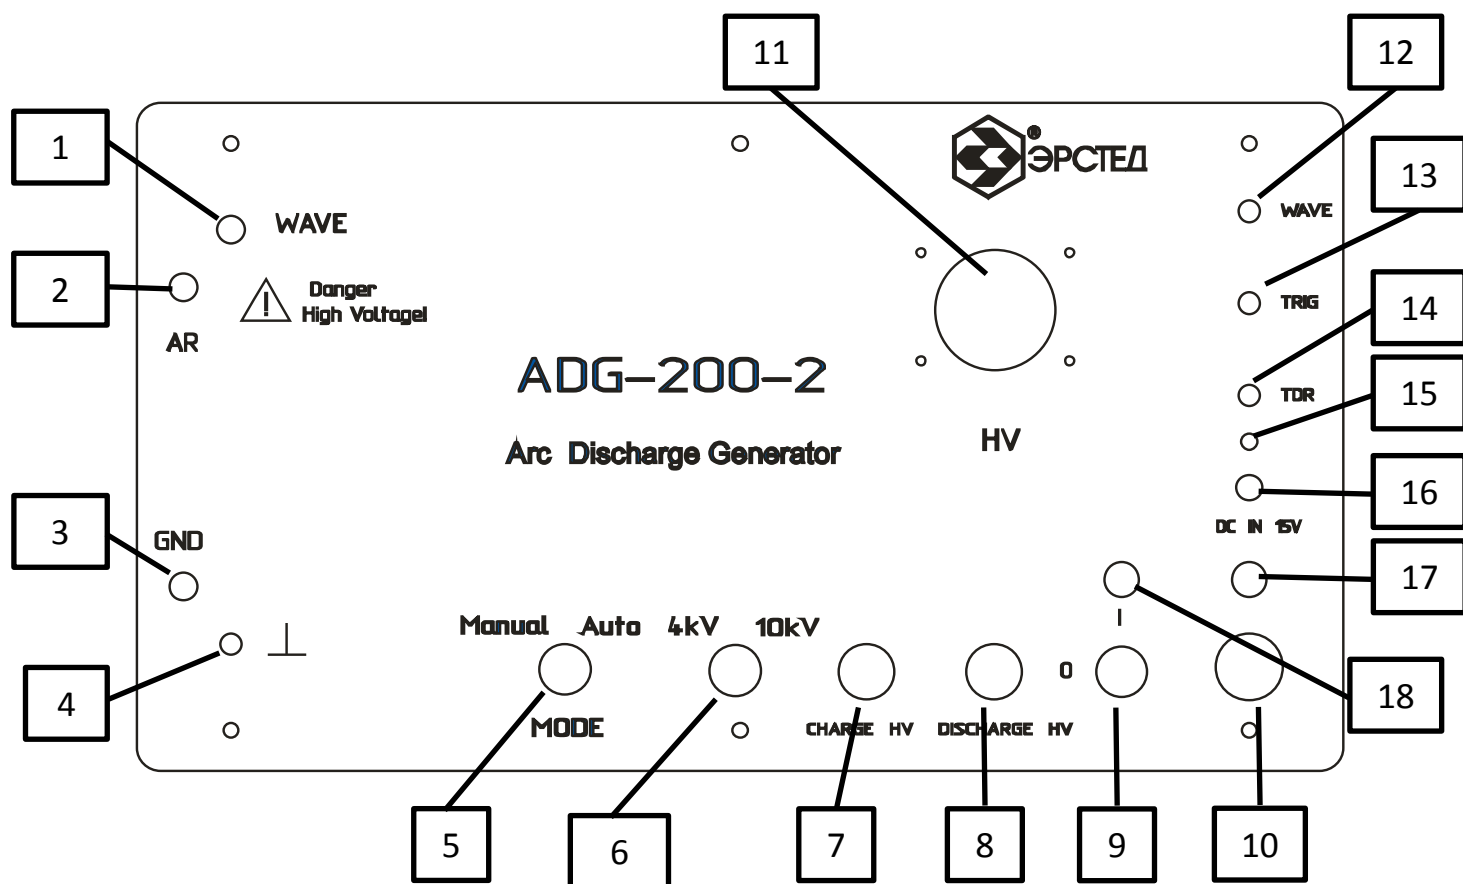 11
12
1
® ЭРСТЕД
13
WAVE
WAVE
2
Danger
High Voltage!
TRIG
AR
14
ADG-200-2
TDR
15
HV
Arc Discharge Generator
16
DC IN 15V
3
GND
17
Manual Auto 4kV 10kV
I
4
0
18
MODE
CHARGE HV DISCHARGE HV
5
6
7
8
9
10